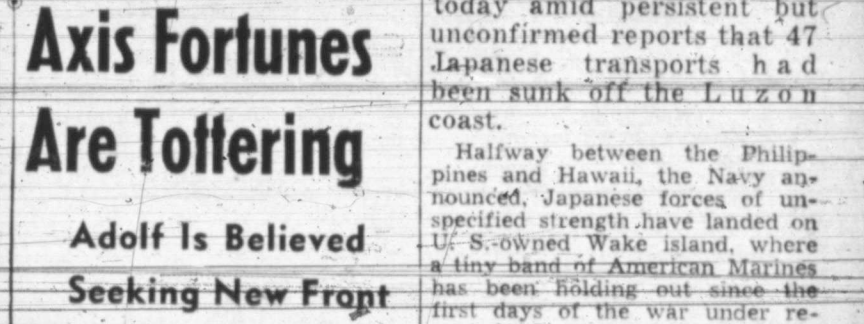 Axis Fortunes
Are Tottering
Adolf Is Believed
Seeking New Front
today amid persistent but
unconfirmed reports that 47
Japanese transports had
been sunk off the Luzon
coast.
Halfway between the Philip-
pines and Hawaii, the Navy an-
nounced, Japanese forces of un-
specified strength have landed on
U. S.-owned Wake island, where
a tiny band of American Marines
has been holding out since the
first days of the war under re-